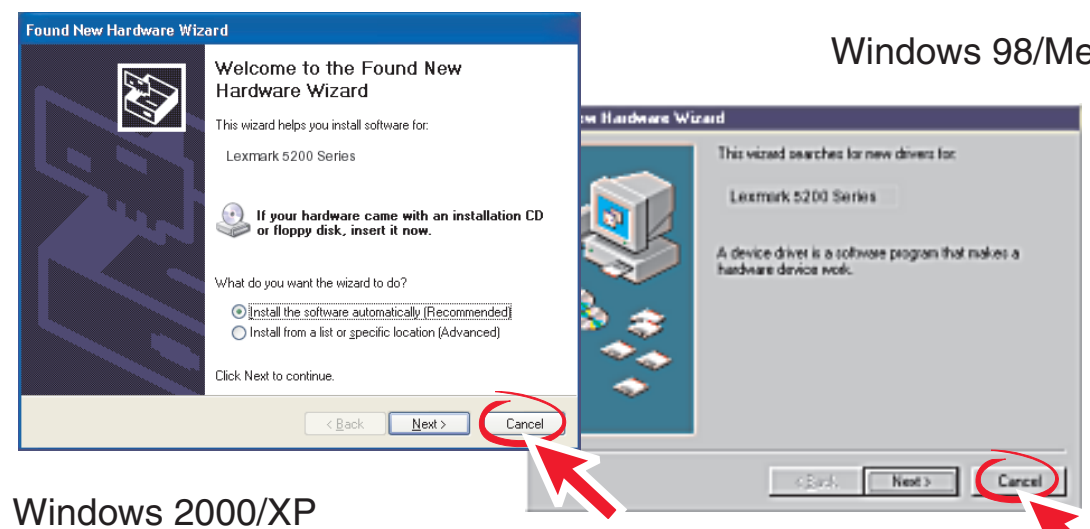 Found New Hardware Wizard
Welcome to the Found New
Hardware Wizard
This wizard helps you install software for:
Lexmark 5200 Series
If your hardware came with an installation CD
or floppy disk, insert it now.
What do you want the wizard to do?
Install the software automatically (Recommended)
Install from a list or specific location (Advanced)
Click Next to continue.
< Back Next > Cancel
Windows 2000/XP
Windows 98/Me
ew Hardware Wizard
This wizard searches for new drivers for:
Lexmark 5200 Series
A device driver is a software program that makes a
hardware device work.
< Back Next > Cancel